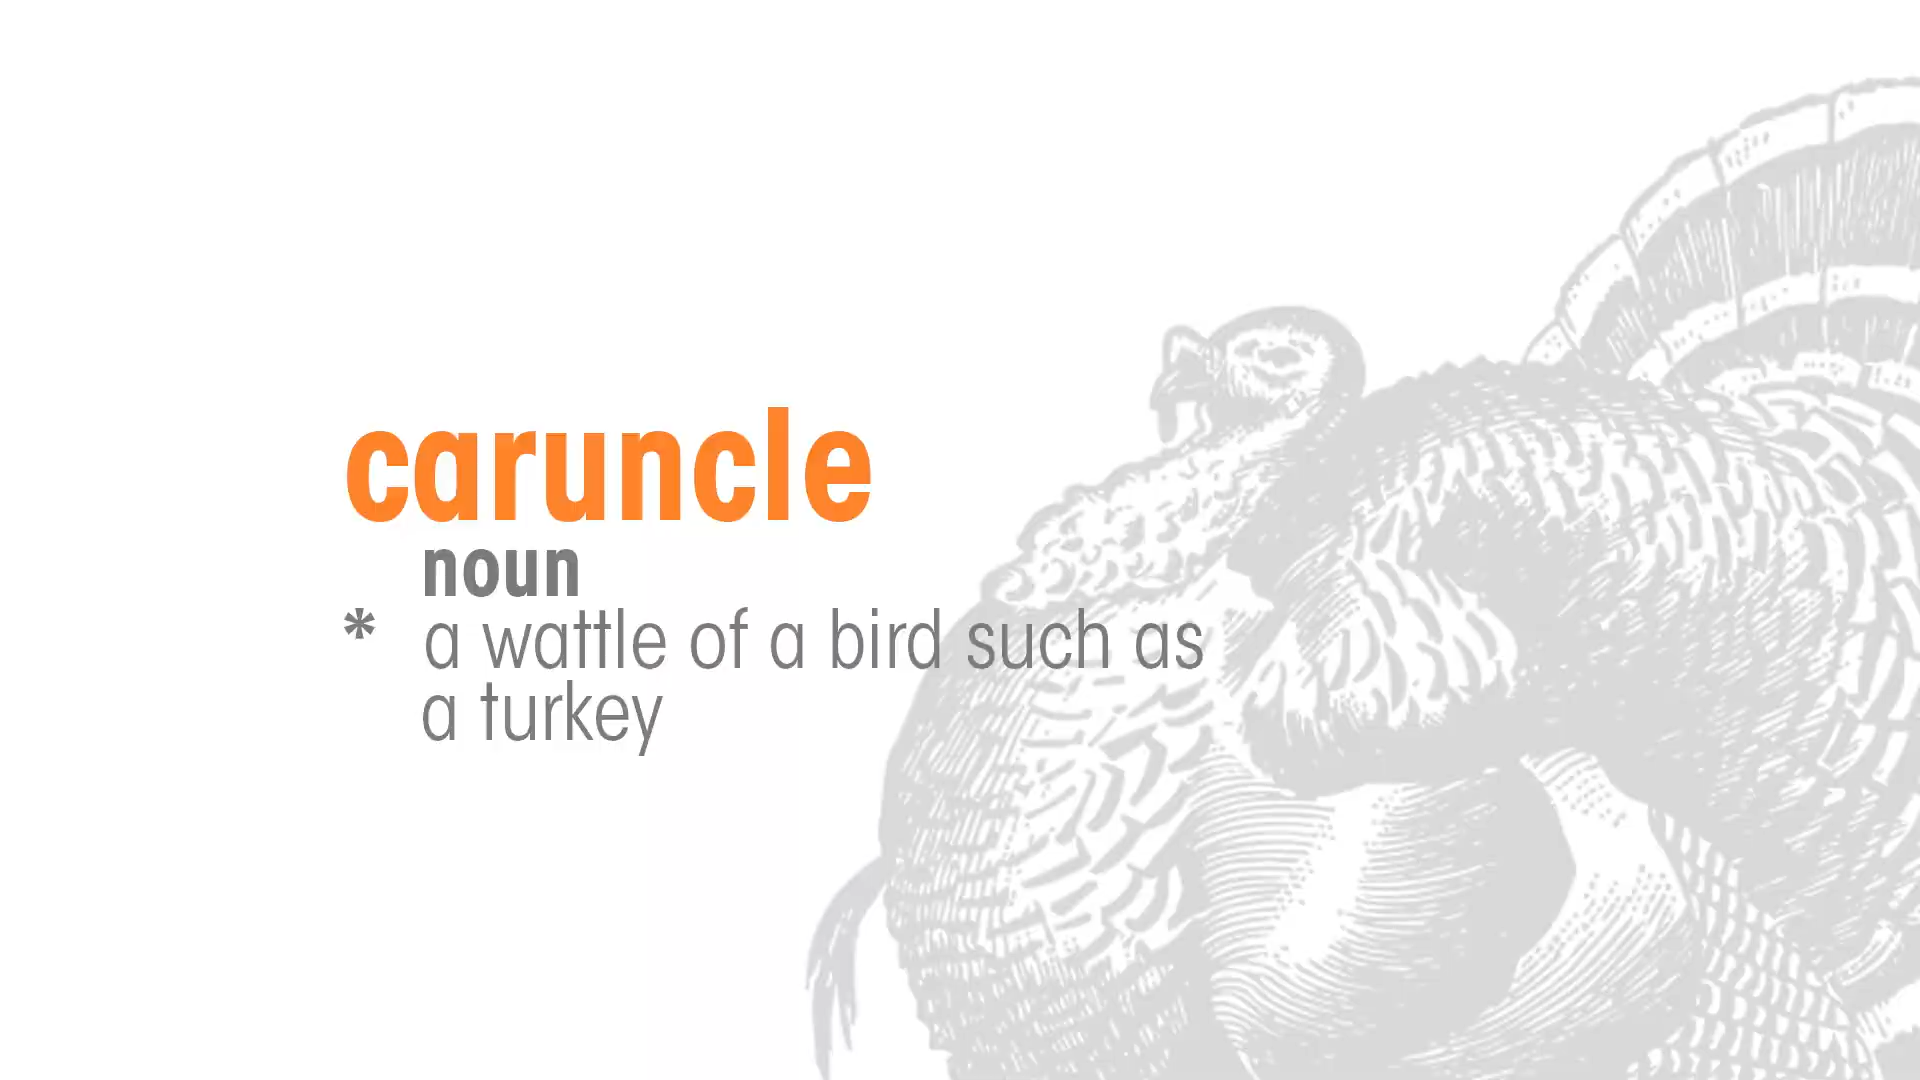 caruncle
noun
* a wattle of a bird such as
a turkey